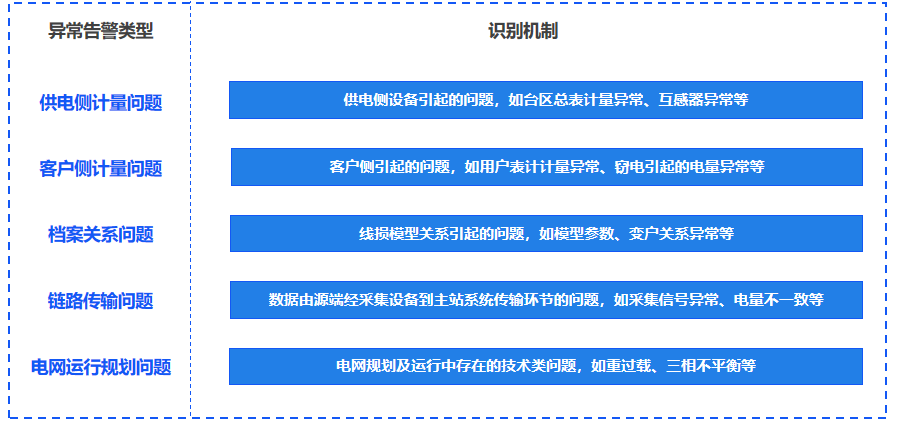 异常告警类型
识别机制
供电侧计量问题
供电侧设备引起的问题，如台区总表计量异常、互感器异常等
客户侧计量问题
客户侧引起的问题，如用户表计计量异常、窃电引起的电量异常等
档案关系问题
线损模型关系引起的问题，如模型参数、变户关系异常等
链路传输问题
数据由源端经采集设备到主站系统传输环节的问题，如采集信号异常、电量不一致等
电网运行规划问题
电网规划及运行中存在的技术类问题，如重过载、三相不平衡等